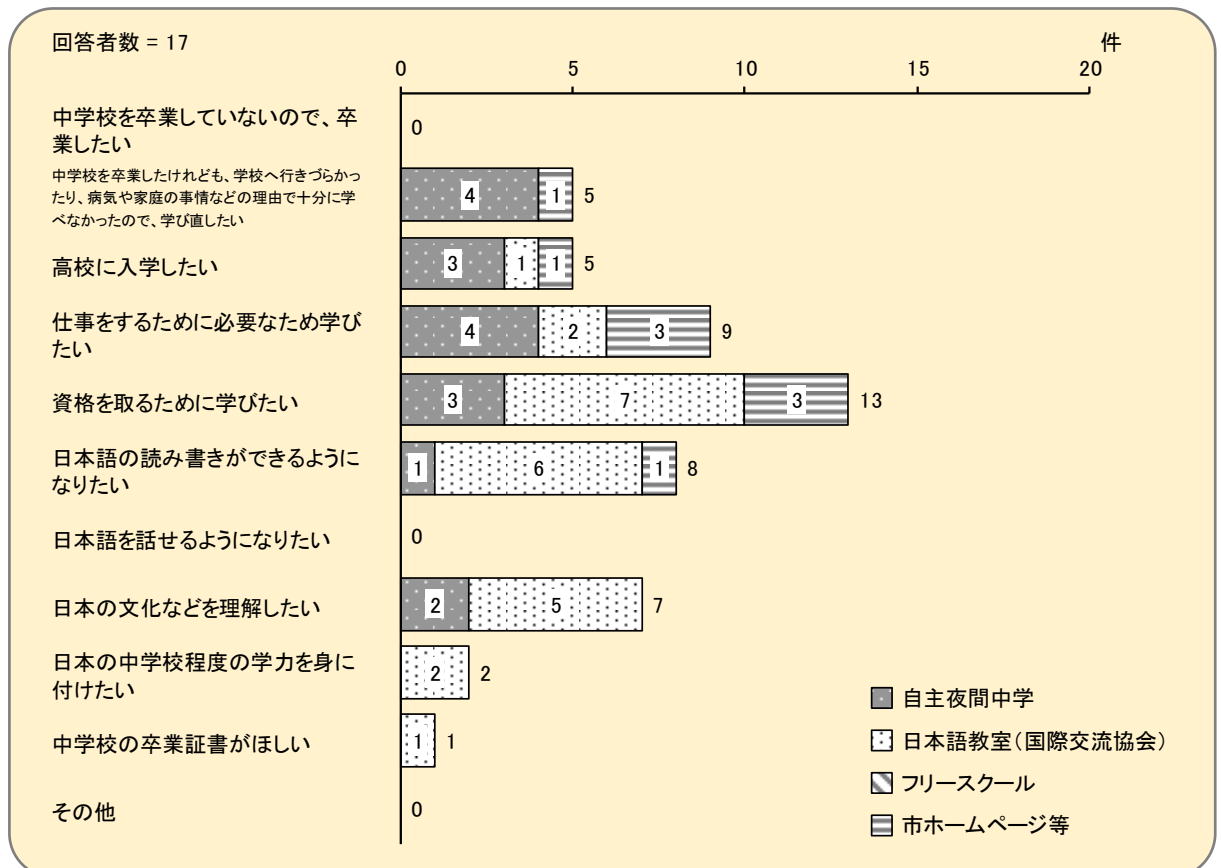 回答者数 = 17
件
0 5 10 15 20
中学校を卒業していないので、卒
業したい
0
中学校を卒業したけれども、学校へ行きづらかっ
たり、病気や家庭の事情などの理由で十分に学
べなかったので、学び直したい
4 1 5
高校に入学したい
3 1 1 5
仕事をするために必要なため学び
たい
4 2 3 9
資格を取るために学びたい
3 7 3 13
日本語の読み書きができるように
なりたい
1 6 1 8
日本語を話せるようになりたい
0
日本の文化などを理解したい
2 5 7
日本の中学校程度の学力を身に
付けたい
2 2
中学校の卒業証書がほしい
1 1
その他
0
自主夜間中学
日本語教室(国際交流協会)
フリースクール
市ホームページ等